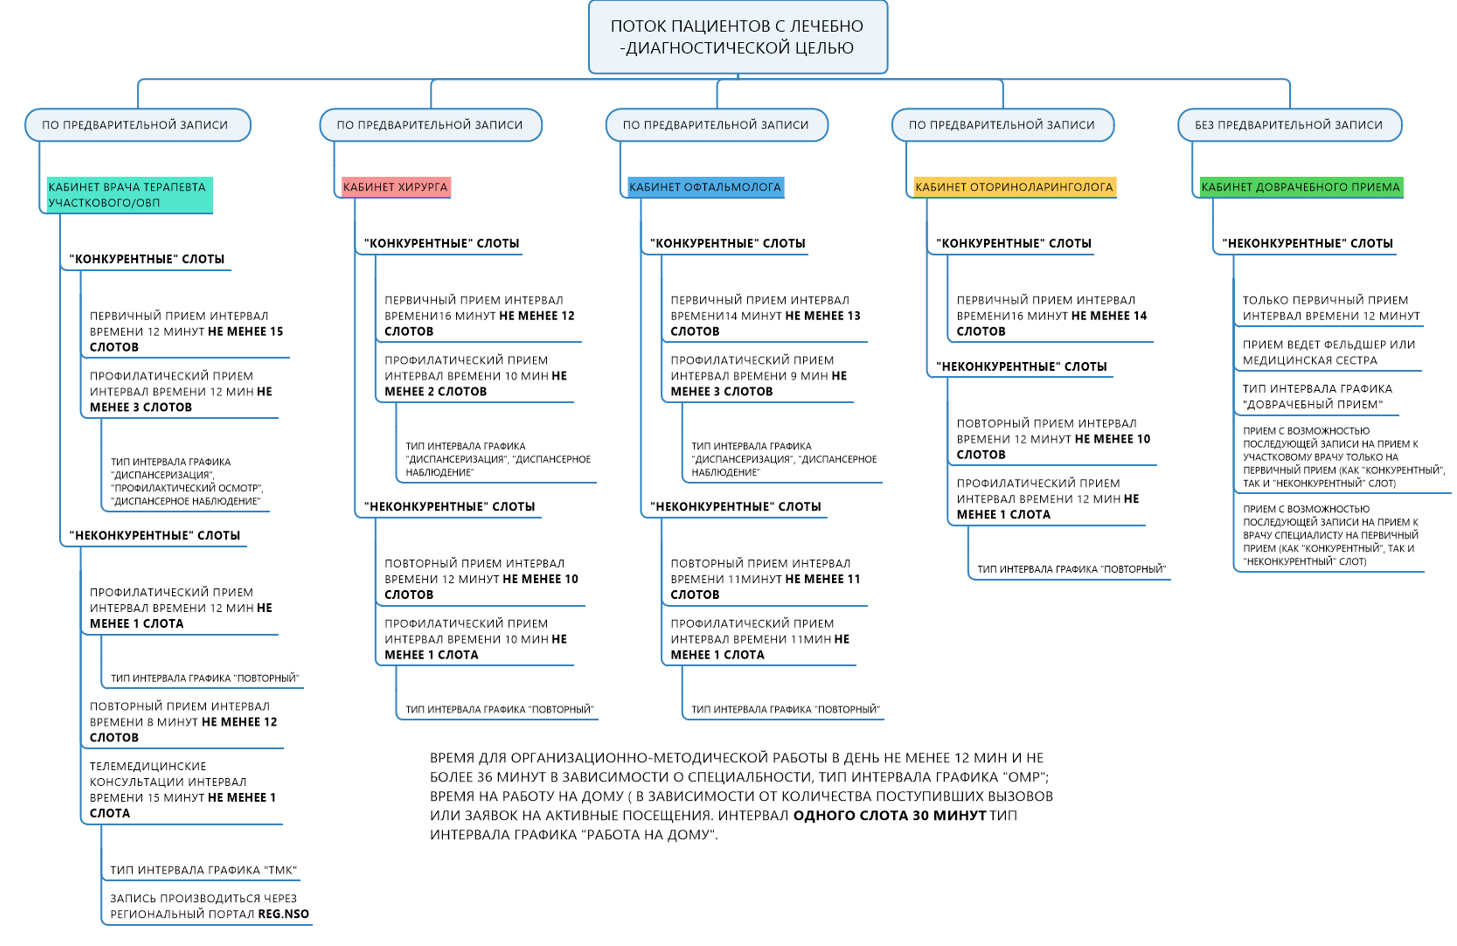 ПОТОК ПАЦИЕНТОВ С ЛЕЧЕБНО
-ДИАГНОСТИЧЕСКОЙ ЦЕЛЬЮ
ПО ПРЕДВАРИТЕЛЬНОЙ ЗАПИСИ
КАБИНЕТ ВРАЧА ТЕРАПЕВТА
УЧАСТКОВОГО/ОВП
"КОНКУРЕНТНЫЕ" СЛОТЫ
ПЕРВИЧНЫЙ ПРИЕМ ИНТЕРВАЛ
ВРЕМЕНИ 12 МИНУТ НЕ МЕНЕЕ 15
СЛОТОВ
ПРОФИЛАТИЧЕСКИЙ ПРИЕМ
ИНТЕРВАЛ ВРЕМЕНИ 12 МИН НЕ
МЕНЕЕ 3 СЛОТОВ
ТИП ИНТЕРВАЛА ГРАФИКА
"ДИСПАНСЕРИЗАЦИЯ",
"ПРОФИЛАКТИЧЕСКИЙ ОСМОТР",
"ДИСПАНСЕРНОЕ НАБЛЮДЕНИЕ"
"НЕКОНКУРЕНТНЫЕ" СЛОТЫ
ПРОФИЛАТИЧЕСКИЙ ПРИЕМ
ИНТЕРВАЛ ВРЕМЕНИ 12 МИН НЕ
МЕНЕЕ 1 СЛОТА
ТИП ИНТЕРВАЛА ГРАФИКА "ПОВТОРНЫЙ"
ПОВТОРНЫЙ ПРИЕМ ИНТЕРВАЛ
ВРЕМЕНИ 8 МИНУТ НЕ МЕНЕЕ 12
СЛОТОВ
ТЕЛЕМЕДИЦИНСКИЕ
КОНСУЛЬТАЦИИ ИНТЕРВАЛ
ВРЕМЕНИ 15 МИНУТ НЕ МЕНЕЕ 1
СЛОТА
ТИП ИНТЕРВАЛА ГРАФИКА "ТМК"
ЗАПИСЬ ПРОИЗВОДИТЬСЯ ЧЕРЕЗ
РЕГИОНАЛЬНЫЙ ПОРТАЛ REG.NSO
ПО ПРЕДВАРИТЕЛЬНОЙ ЗАПИСИ
КАБИНЕТ ХИРУРГА
"КОНКУРЕНТНЫЕ" СЛОТЫ
ПЕРВИЧНЫЙ ПРИЕМ ИНТЕРВАЛ
ВРЕМЕНИ16 МИНУТ НЕ МЕНЕЕ 12
СЛОТОВ
ПРОФИЛАТИЧЕСКИЙ ПРИЕМ
ИНТЕРВАЛ ВРЕМЕНИ 10 МИН НЕ
МЕНЕЕ 2 СЛОТОВ
ТИП ИНТЕРВАЛА ГРАФИКА
"ДИСПАНСЕРИЗАЦИЯ", "ДИСПАНСЕРНОЕ
НАБЛЮДЕНИЕ"
"НЕКОНКУРЕНТНЫЕ" СЛОТЫ
ПОВТОРНЫЙ ПРИЕМ ИНТЕРВАЛ
ВРЕМЕНИ 12 МИНУТ НЕ МЕНЕЕ 10
СЛОТОВ
ПРОФИЛАТИЧЕСКИЙ ПРИЕМ
ИНТЕРВАЛ ВРЕМЕНИ 10 МИН НЕ
МЕНЕЕ 1 СЛОТА
ТИП ИНТЕРВАЛА ГРАФИКА "ПОВТОРНЫЙ"
ПО ПРЕДВАРИТЕЛЬНОЙ ЗАПИСИ
КАБИНЕТ ОФТАЛЬМОЛОГА
"КОНКУРЕНТНЫЕ" СЛОТЫ
ПЕРВИЧНЫЙ ПРИЕМ ИНТЕРВАЛ
ВРЕМЕНИ14 МИНУТ НЕ МЕНЕЕ 13
СЛОТОВ
ПРОФИЛАТИЧЕСКИЙ ПРИЕМ
ИНТЕРВАЛ ВРЕМЕНИ 9 МИН НЕ
МЕНЕЕ 3 СЛОТОВ
ТИП ИНТЕРВАЛА ГРАФИКА
"ДИСПАНСЕРИЗАЦИЯ", "ДИСПАНСЕРНОЕ
НАБЛЮДЕНИЕ"
"НЕКОНКУРЕНТНЫЕ" СЛОТЫ
ПОВТОРНЫЙ ПРИЕМ ИНТЕРВАЛ
ВРЕМЕНИ 11МИНУТ НЕ МЕНЕЕ 11
СЛОТОВ
ПРОФИЛАТИЧЕСКИЙ ПРИЕМ
ИНТЕРВАЛ ВРЕМЕНИ 11МИН НЕ
МЕНЕЕ 1 СЛОТА
ТИП ИНТЕРВАЛА ГРАФИКА "ПОВТОРНЫЙ"
ПО ПРЕДВАРИТЕЛЬНОЙ ЗАПИСИ
КАБИНЕТ ОТОРИНОЛАРИНГОЛОГА
"КОНКУРЕНТНЫЕ" СЛОТЫ
ПЕРВИЧНЫЙ ПРИЕМ ИНТЕРВАЛ
ВРЕМЕНИ16 МИНУТ НЕ МЕНЕЕ 14
СЛОТОВ
"НЕКОНКУРЕНТНЫЕ" СЛОТЫ
ПОВТОРНЫЙ ПРИЕМ ИНТЕРВАЛ
ВРЕМЕНИ 12 МИНУТ НЕ МЕНЕЕ 10
СЛОТОВ
ПРОФИЛАТИЧЕСКИЙ ПРИЕМ
ИНТЕРВАЛ ВРЕМЕНИ 12 МИН НЕ
МЕНЕЕ 1 СЛОТА
ТИП ИНТЕРВАЛА ГРАФИКА "ПОВТОРНЫЙ"
БЕЗ ПРЕДВАРИТЕЛЬНОЙ ЗАПИСИ
КАБИНЕТ ДОВРАЧЕБНОГО ПРИЕМА
"НЕКОНКУРЕНТНЫЕ" СЛОТЫ
ТОЛЬКО ПЕРВИЧНЫЙ ПРИЕМ
ИНТЕРВАЛ ВРЕМЕНИ 12 МИНУТ
ПРИЕМ ВЕДЕТ ФЕЛЬДШЕР ИЛИ
МЕДИЦИНСКАЯ СЕСТРА
ТИП ИНТЕРВАЛА ГРАФИКА
"ДОВРАЧЕБНЫЙ ПРИЕМ"
ПРИЕМ С ВОЗМОЖНОСТЬЮ
ПОСЛЕДУЮЩЕЙ ЗАПИСИ НА ПРИЕМ К
УЧАСТКОВОМУ ВРАЧУ ТОЛЬКО НА
ПЕРВИЧНЫЙ ПРИЕМ (КАК "КОНКУРЕНТНЫЙ",
ТАК И "НЕКОНКУРЕНТНЫЙ" СЛОТ)
ПРИЕМ С ВОЗМОЖНОСТЬЮ
ПОСЛЕДУЮЩЕЙ ЗАПИСИ НА ПРИЕМ К
ВРАЧУ СПЕЦИАЛИСТУ НА ПЕРВИЧНЫЙ
ПРИЕМ (КАК "КОНКУРЕНТНЫЙ", ТАК И
"НЕКОНКУРЕНТНЫЙ" СЛОТ)
ВРЕМЯ ДЛЯ ОРГАНИЗАЦИОННО-МЕТОДИЧЕСКОЙ РАБОТЫ В ДЕНЬ НЕ МЕНЕЕ 12 МИН И НЕ
БОЛЕЕ 36 МИНУТ В ЗАВИСИМОСТИ О СПЕЦИАЛЬНОСТИ, ТИП ИНТЕРВАЛА ГРАФИКА "ОМР";
ВРЕМЯ НА РАБОТУ НА ДОМУ ( В ЗАВИСИМОСТИ ОТ КОЛИЧЕСТВА ПОСТУПИВШИХ ВЫЗОВОВ
ИЛИ ЗАЯВОК НА АКТИВНЫЕ ПОСЕЩЕНИЯ. ИНТЕРВАЛ ОДНОГО СЛОТА 30 МИНУТ ТИП
ИНТЕРВАЛА ГРАФИКА "РАБОТА НА ДОМУ".